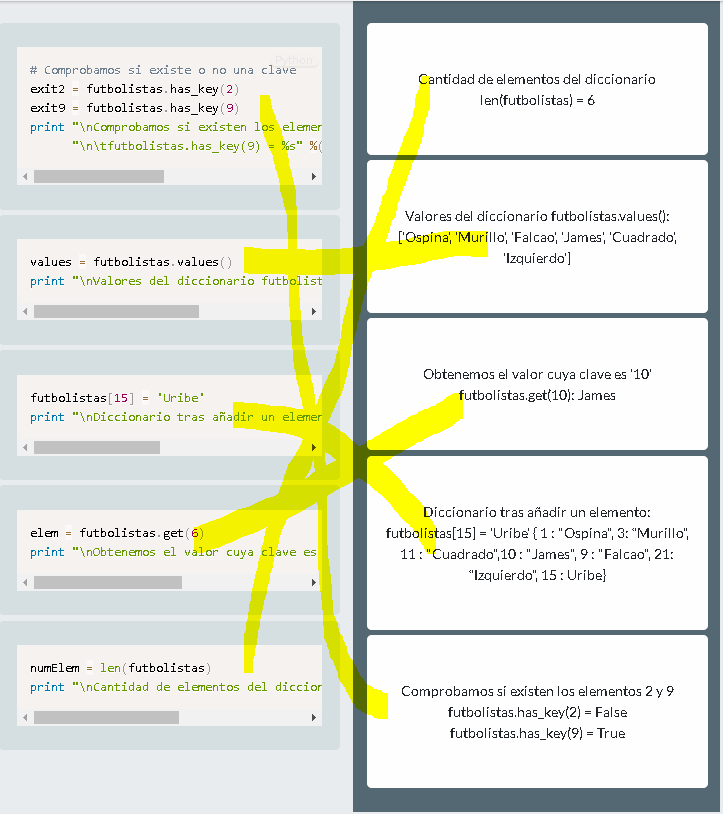 Python
# Comprobamos si existe o no una clave
exit2 = futbolistas.has_key(2)
exit9 = futbolistas.has_key(9)
print "\nComprobamos si existen los elemer
"\n\tfutbolistas.has_key(9) = %s" %(
values = futbolistas.values()
print "\nValores del diccionario futbolist
futbolistas[15] = 'Uribe'
print "\nDiccionario tras añadir un elemer
elem = futbolistas.get(6)
print "\nObtenemos el valor cuya clave es
numElem = len(futbolistas)
print "\nCantidad de elementos del diccior
Cantidad de elementos del diccionario
len(futbolistas) = 6
Valores del diccionario futbolistas.values():
['Ospina', 'Murillo', 'Falcao', 'James', 'Cuadrado',
'Izquierdo']
Obtenemos el valor cuya clave es '10'
futbolistas.get(10): James
Diccionario tras añadir un elemento:
futbolistas[15] = 'Uribe' { 1 : "Ospina", 3: “Murillo",
11 : "Cuadrado",10 : "James", 9 : "Falcao", 21:
“Izquierdo", 15 : Uribe}
Comprobamos si existen los elementos 2 y 9
futbolistas.has_key(2) = False
futbolistas.has_key(9) = True